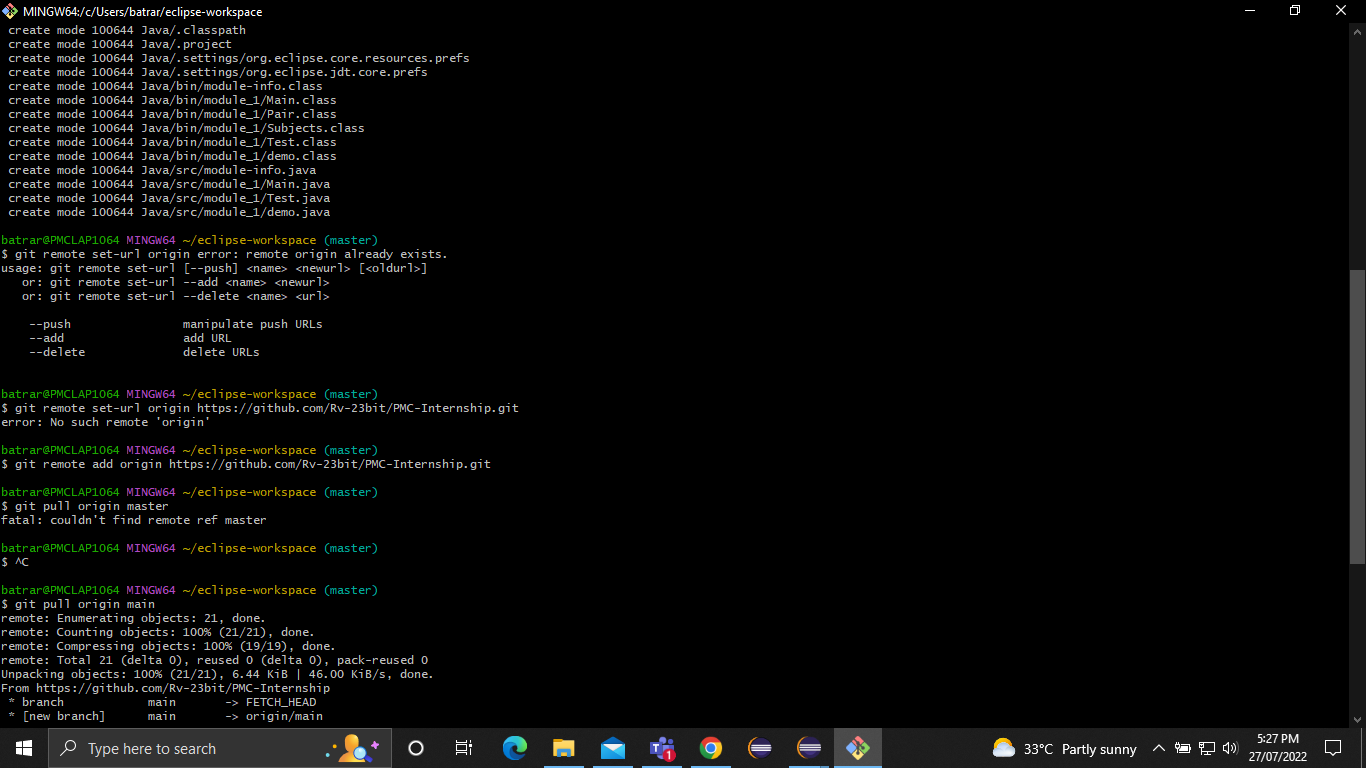 MINGW64:/c/Users/batrar/eclipse-workspace
create mode 100644 Java/.classpath
create mode 100644 Java/.project
create mode 100644 Java/.settings/org.eclipse.core.resources.prefs
create mode 100644 Java/.settings/org.eclipse.jdt.core.prefs
create mode 100644 Java/bin/module-info.class
create mode 100644 Java/bin/module_1/Main.class
create mode 100644 Java/bin/module_1/Pair.class
create mode 100644 Java/bin/module_1/Subjects.class
create mode 100644 Java/bin/module_1/Test.class
create mode 100644 Java/bin/module_1/demo.class
create mode 100644 Java/src/module-info.java
create mode 100644 Java/src/module_1/Main.java
create mode 100644 Java/src/module_1/Test.java
create mode 100644 Java/src/module_1/demo.java
batrar@PMCLAP1064 MINGW64 ~/eclipse-workspace (master)
$ git remote set-url origin error: remote origin already exists.
usage: git remote set-url [--push] <name> <newurl> [<oldurl>]
or: git remote set-url --add <name> <newurl>
or: git remote set-url --delete <name> <url>
--push manipulate push URLs
--add add URL
--delete delete URLs
batrar@PMCLAP1064 MINGW64 ~/eclipse-workspace (master)
$ git remote set-url origin https://github.com/Rv-23bit/PMC-Internship.git
error: No such remote 'origin'
batrar@PMCLAP1064 MINGW64 ~/eclipse-workspace (master)
$ git remote add origin https://github.com/Rv-23bit/PMC-Internship.git
batrar@PMCLAP1064 MINGW64 ~/eclipse-workspace (master)
$ git pull origin master
fatal: couldn't find remote ref master
batrar@PMCLAP1064 MINGW64 ~/eclipse-workspace (master)
$ ^C
batrar@PMCLAP1064 MINGW64 ~/eclipse-workspace (master)
$ git pull origin main
remote: Enumerating objects: 21, done.
remote: Counting objects: 100% (21/21), done.
remote: Compressing objects: 100% (19/19), done.
remote: Total 21 (delta 0), reused 0 (delta 0), pack-reused 0
Unpacking objects: 100% (21/21), 6.44 KiB | 46.00 KiB/s, done.
From https://github.com/Rv-23bit/PMC-Internship
* branch main -> FETCH_HEAD
* [new branch] main -> origin/main
Type here to search
1
33°C Partly sunny
5:27 PM
27/07/2022